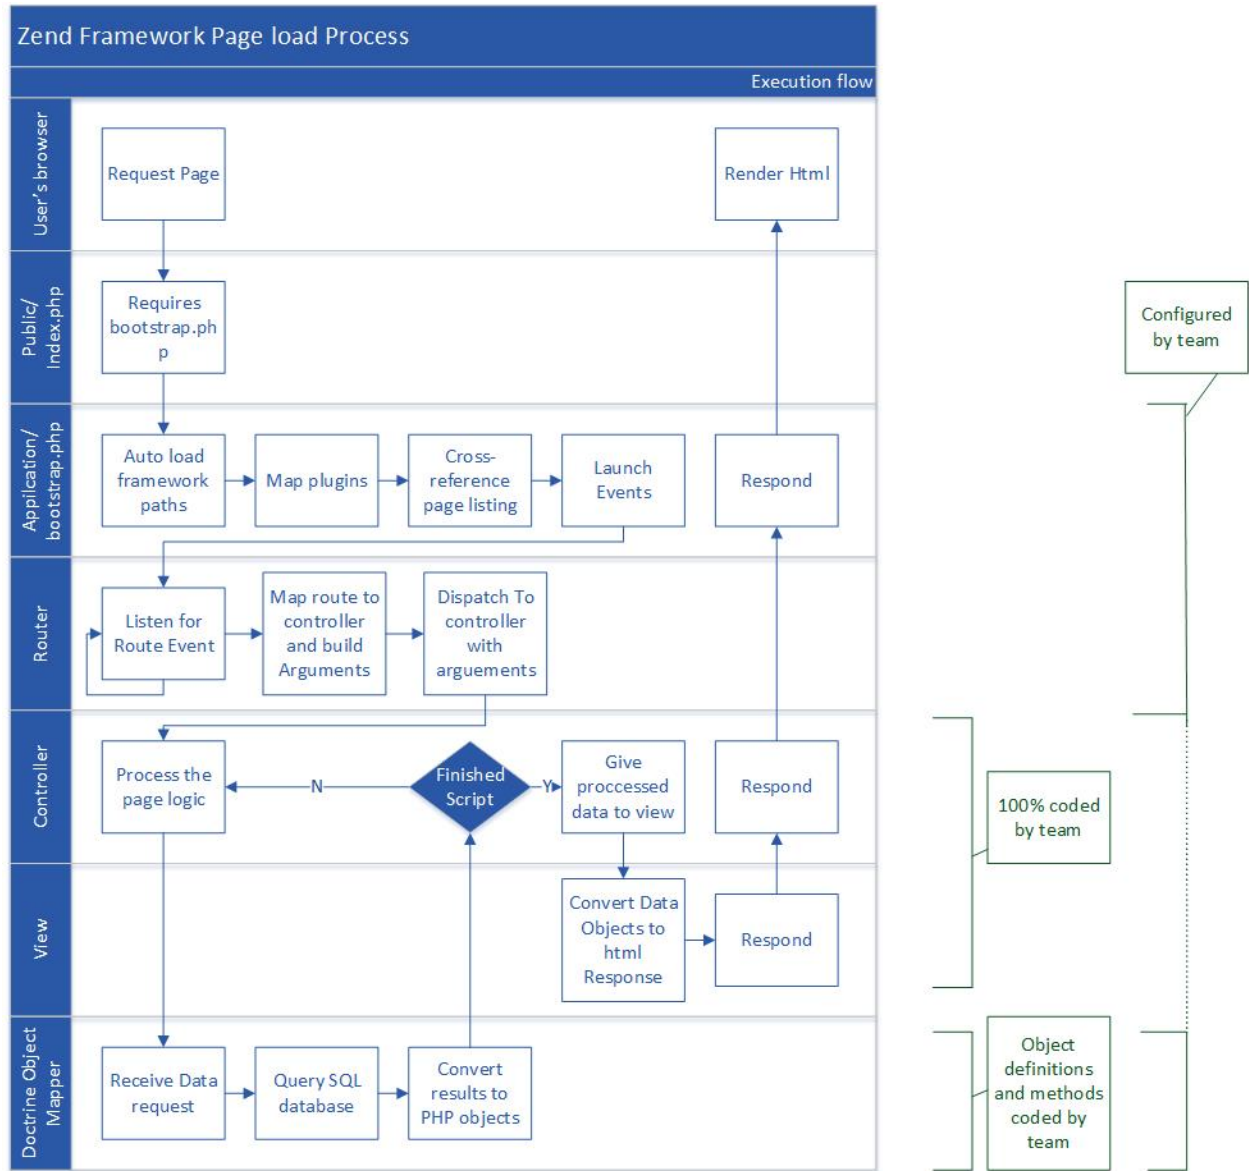 Zend Framework Page load Process
Execution flow
User's browser
Request Page
Render Html
Public/
Index.php
Requires
bootstrap.ph
p
Configured
by team
Appilcation/
bootstrap.php
Auto load
framework
paths
Map plugins
Cross-
reference
page listing
Launch
Events
Respond
Router
Listen for
Route Event
Map route to
controller
and build
Arguments
Dispatch To
controller
with
arguements
Controller
Process the
page logic
N
Finished
Script
Y
Give
proccessed
data to view
Respond
100% coded
by team
View
Convert Data
Objects to
html
Response
Respond
Doctrine Object
Mapper
Receive Data
request
Query SQL
database
Convert
results to
PHP objects
Object
definitions
and methods
coded by
team